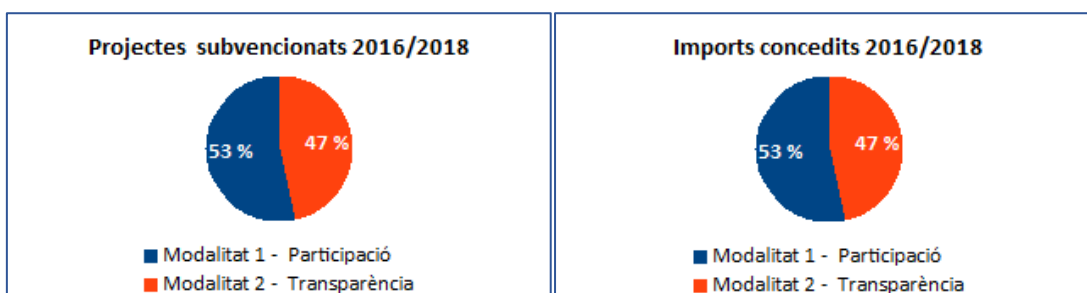 Projectes subvencionats 2016/2018
53 %
47 %
Modalitat 1 - Participació
Modalitat 2 - Transparència
Imports concedits 2016/2018
53 %
47 %
Modalitat 1 - Participació
Modalitat 2 - Transparència